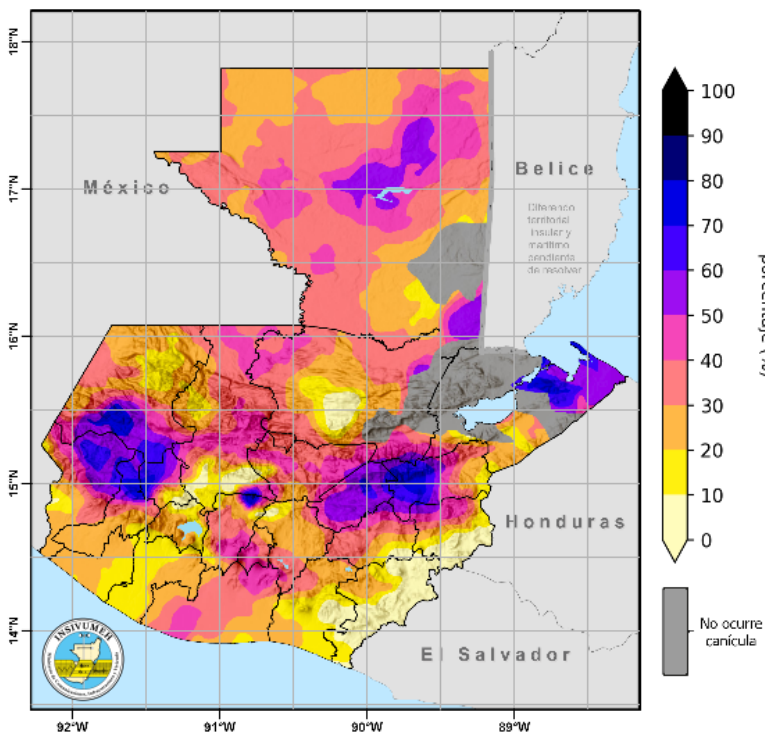 18°N
17°N
16°N
15°N
14°N
92°W
91°W
90°W
89°W
México
Belice
Diferendo
territorial
insular y
marítimo
pendiente
de resolver
Honduras
El Salvador
INSIVUMEH
100
90
80
70
60
50
40
30
20
10
0
porcentaje (%)
No ocurre
canícula